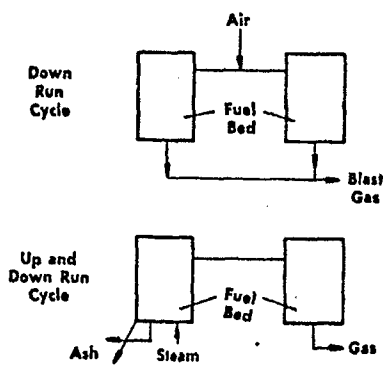 Air
Down
Run
Cycle
Fuel
Bed
Blast
Gas
Up and
Down Run
Cycle
Fuel
Bed
Ash
Steam
Gas